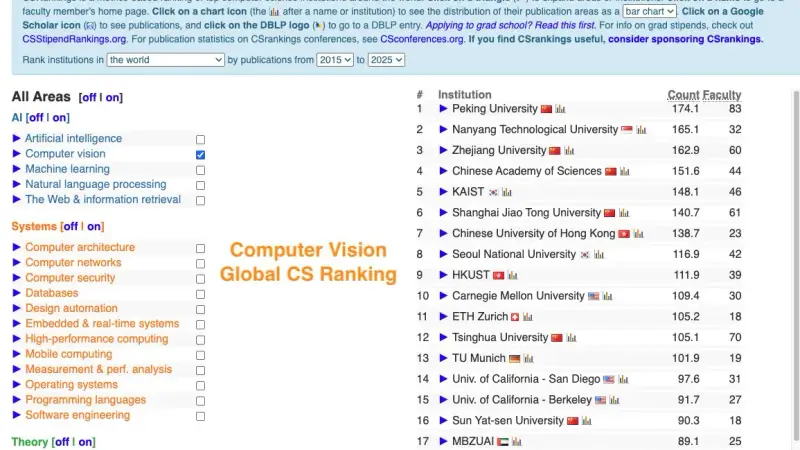 faculty member's home page. Click on a chart icon (the after a name or institution) to see the distribution of their publication areas as a bar chart . Click on a Google
Scholar icon to see publications, and click on the DBLP logo to go to a DBLP entry. Applying to grad school? Read this first. For info on grad stipends, check out
CSStipendRankings.org. For publication statistics on CSrankings conferences, see CSconferences.org. If you find CSrankings useful, consider sponsoring CSrankings.
Rank institutions in the world by publications from 2015 to 2025
All Areas [off | on]
AI [off | on]
Artificial intelligence
Computer vision
Machine learning
Natural language processing
The Web & information retrieval
Systems [off | on]
Computer architecture
Computer networks
Computer security
Databases
Design automation
Embedded & real-time systems
High-performance computing
Mobile computing
Measurement & perf. analysis
Operating systems
Programming languages
Software engineering
Theory [off | on]
Computer Vision
Global CS Ranking
# Institution Count Faculty
1 Peking University 174.1 83
2 Nanyang Technological University 165.1 32
3 Zhejiang University 162.9 60
4 Chinese Academy of Sciences 151.6 44
5 KAIST 148.1 46
6 Shanghai Jiao Tong University 140.7 61
7 Chinese University of Hong Kong 138.7 23
8 Seoul National University 116.9 42
9 HKUST 111.9 39
10 Carnegie Mellon University 109.4 30
11 ETH Zurich 105.2 18
12 Tsinghua University 105.1 70
13 TU Munich 101.9 19
14 Univ. of California - San Diego 97.6 31
15 Univ. of California - Berkeley 91.7 27
16 Sun Yat-sen University 90.3 18
17 MBZUAI 89.1 25